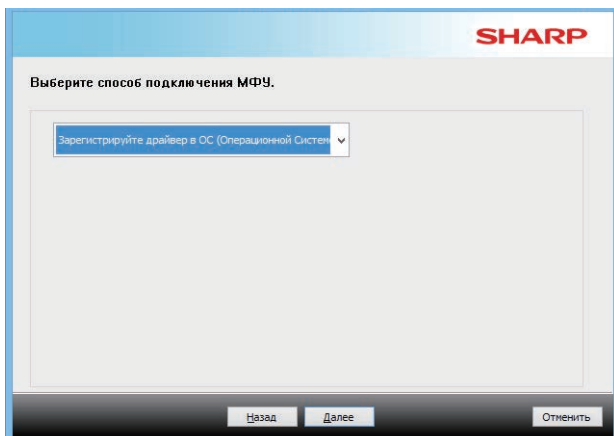 SHARP
Выберите способ подключения МФУ.
Зарегистрируйте драйвер в ОС (Операционной Систем
Назад Далее Отменить